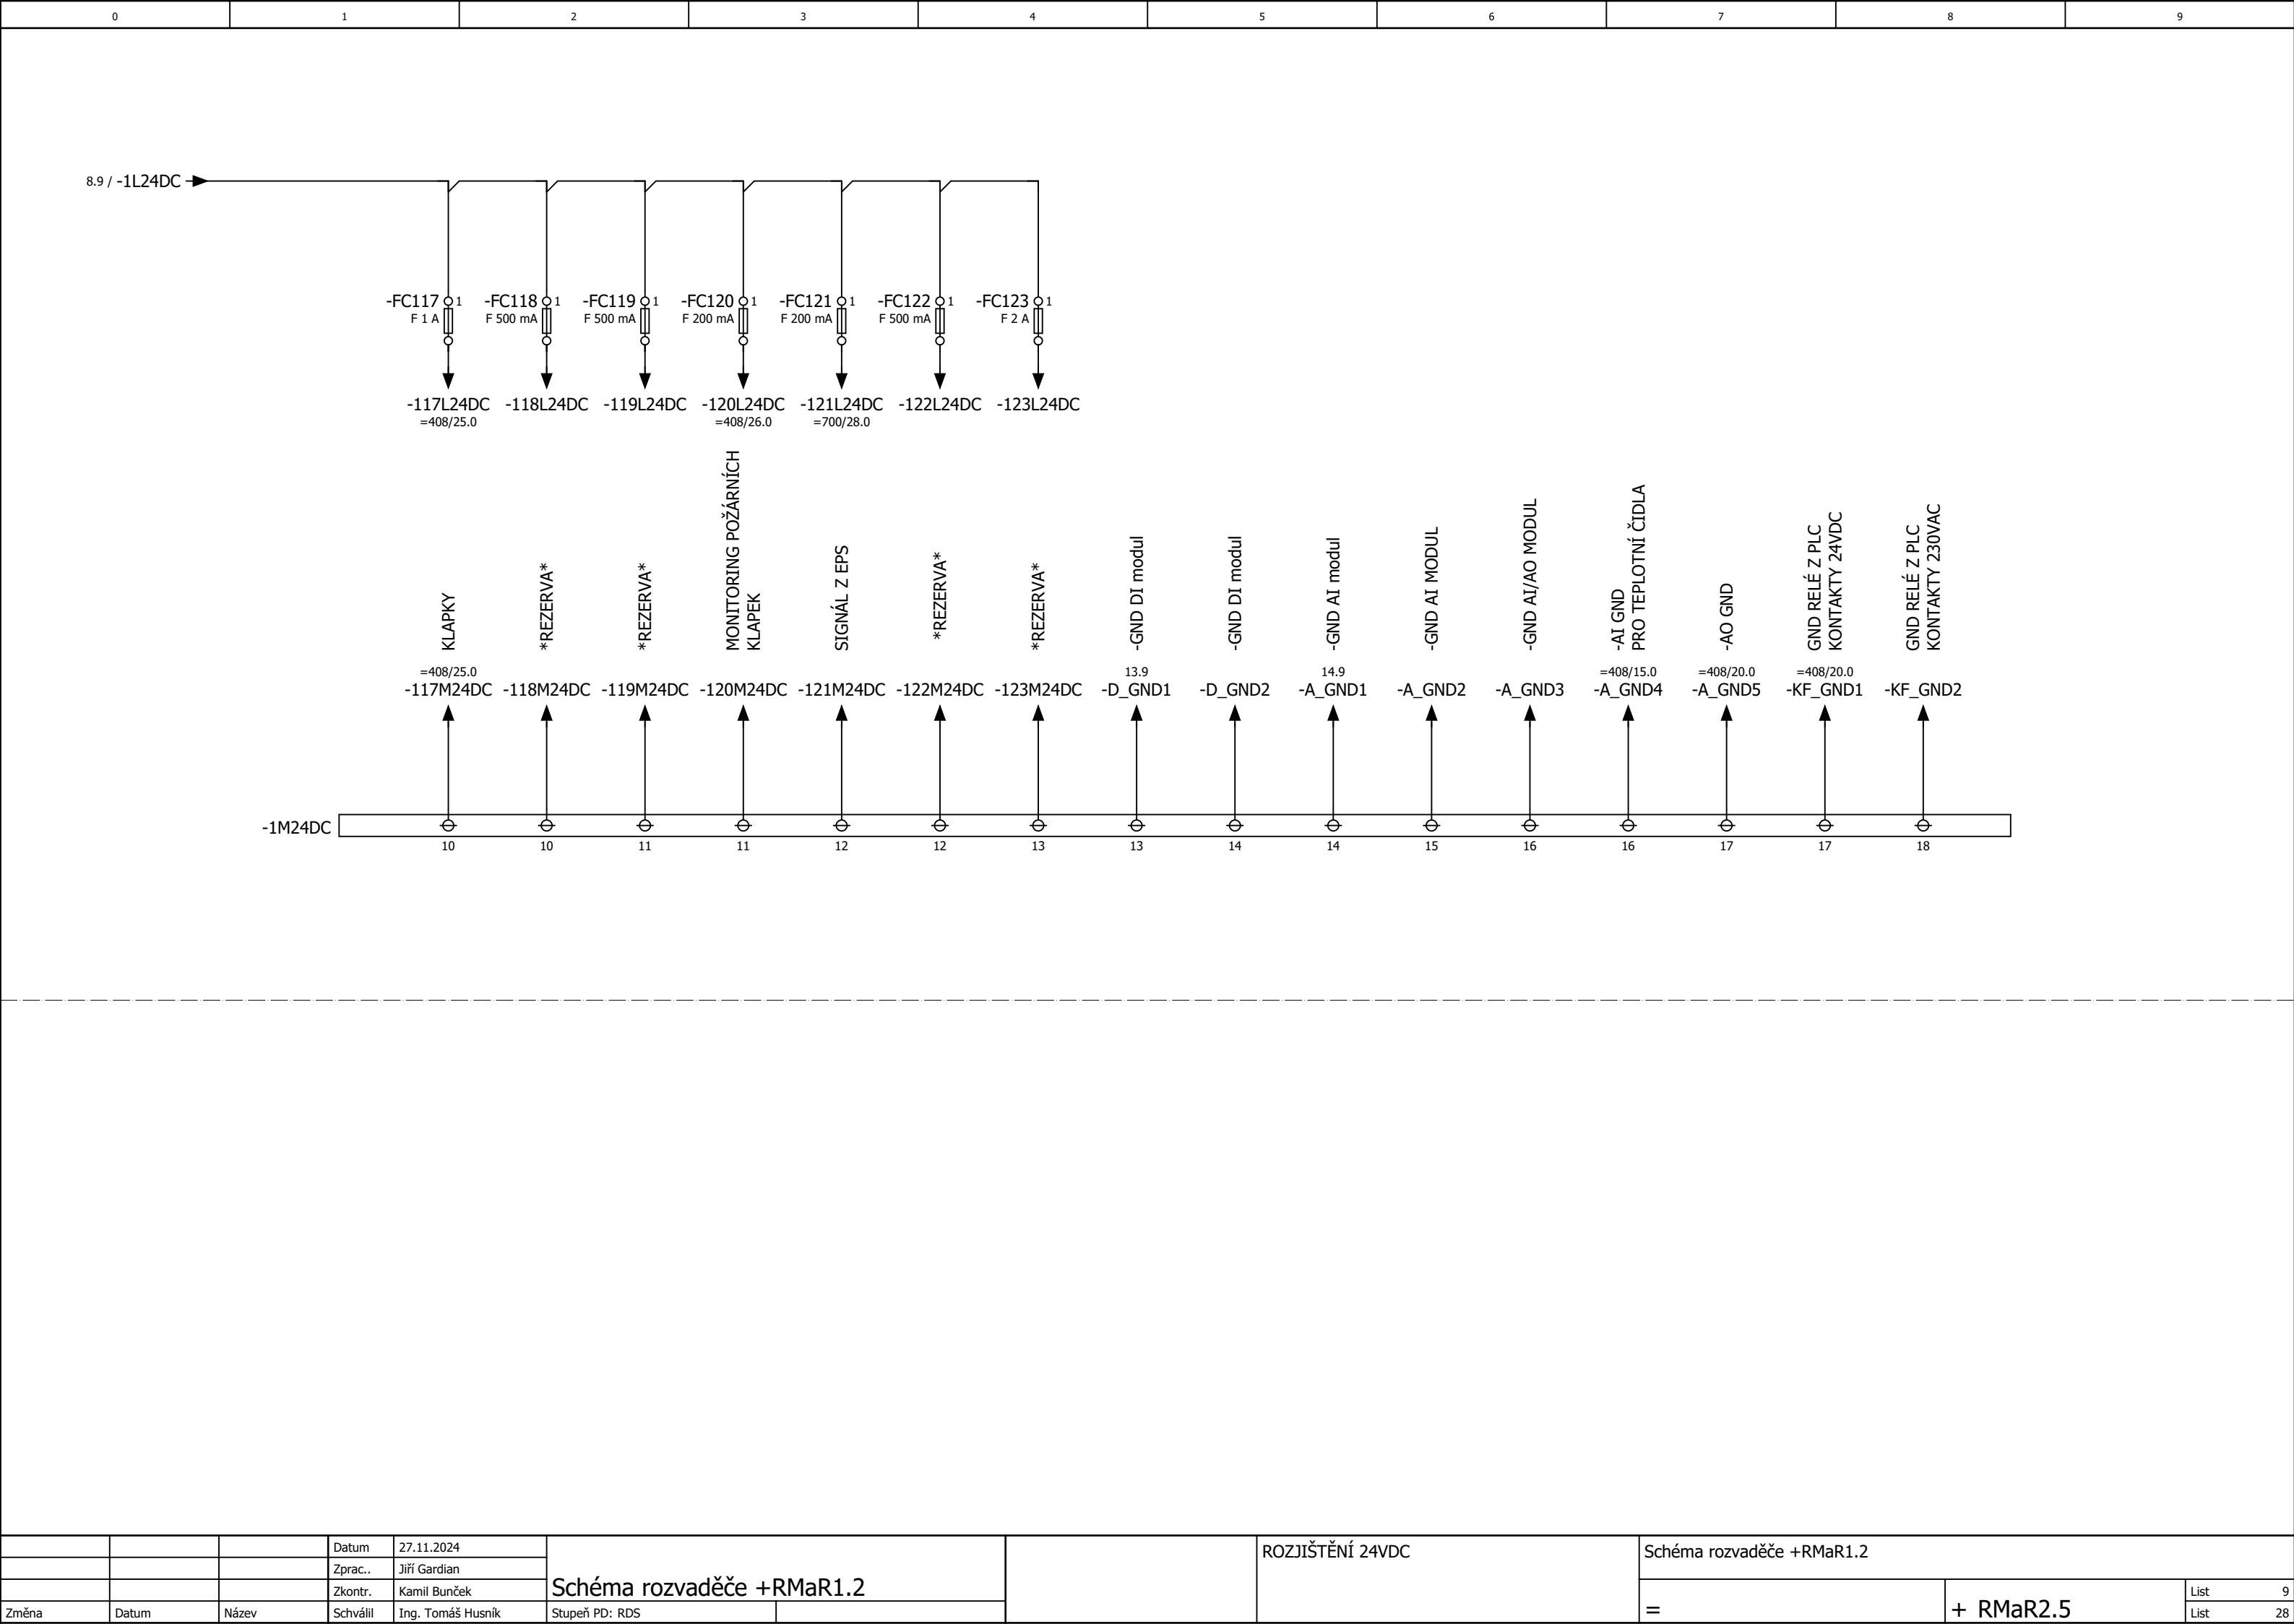 0 1 2 3 4 5 6 7 8 9
8.9 / -1L24DC
-FC117 1 -FC118 1 -FC119 1 -FC120 1 -FC121 1 -FC122 1 -FC123 1
F 1 A F 500 mA F 500 mA F 200 mA F 200 mA F 500 mA F 2 A
-117L24DC -118L24DC -119L24DC -120L24DC -121L24DC -122L24DC -123L24DC
=408/25.0 =408/26.0 =700/28.0
KLAPKY
*REZERVA*
*REZERVA*
MONITORING POŽÁRNÍCH
KLAPEK
SIGNÁL Z EPS
*REZERVA*
*REZERVA*
-GND DI modul
-GND DI modul
-GND AI modul
-GND AI MODUL
-GND AI/AO MODUL
-AI GND
PRO TEPLOTNÍ ČIDLA
-AO GND
GND RELÉ Z PLC
KONTAKTY 24VDC
GND RELÉ Z PLC
KONTAKTY 230VAC
=408/25.0 13.9 14.9 =408/15.0 =408/20.0 =408/20.0
-117M24DC -118M24DC -119M24DC -120M24DC -121M24DC -122M24DC -123M24DC -D_GND1 -D_GND2 -A_GND1 -A_GND2 -A_GND3 -A_GND4 -A_GND5 -KF_GND1 -KF_GND2
-1M24DC
10 10 11 11 12 12 13 13 14 14 15 16 16 17 17 18
Datum 27.11.2024
Zprac.. Jiří Gardian
Zkontr. Kamil Bunček
Změna Datum Název Schválil Ing. Tomáš Husník
Schéma rozvaděče +RMaR1.2
Stupeň PD: RDS
ROZJIŠTĚNÍ 24VDC
Schéma rozvaděče +RMaR1.2
= + RMaR2.5
List 9
List 28